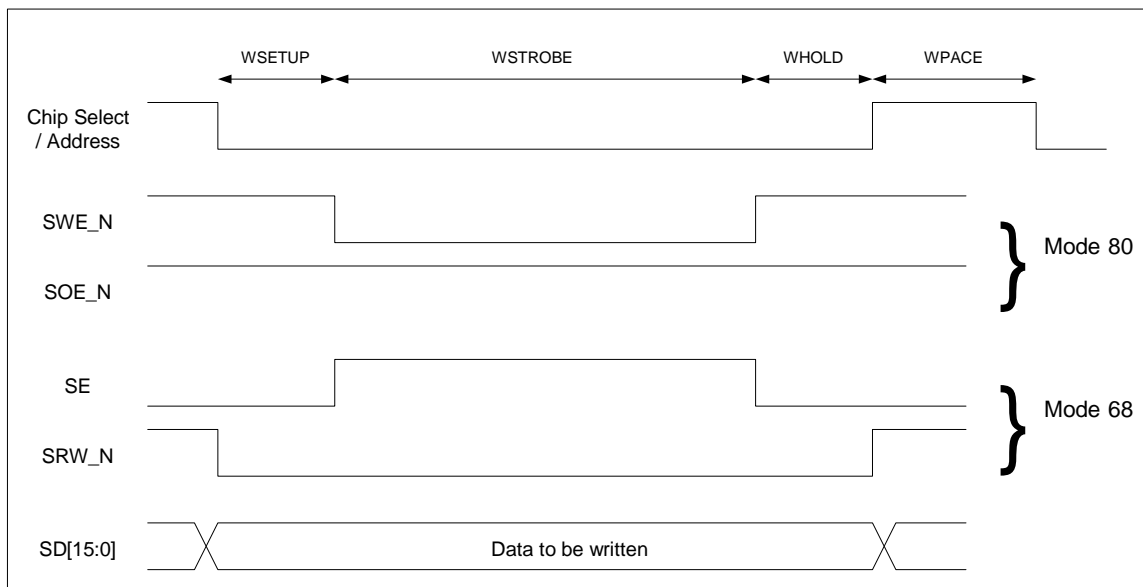 WSETUP WSTROBE WHOLD WPACE
Chip Select
/ Address
SWE_N
Mode 80
SOE_N
SE
Mode 68
SRW_N
SD[15:0] Data to be written